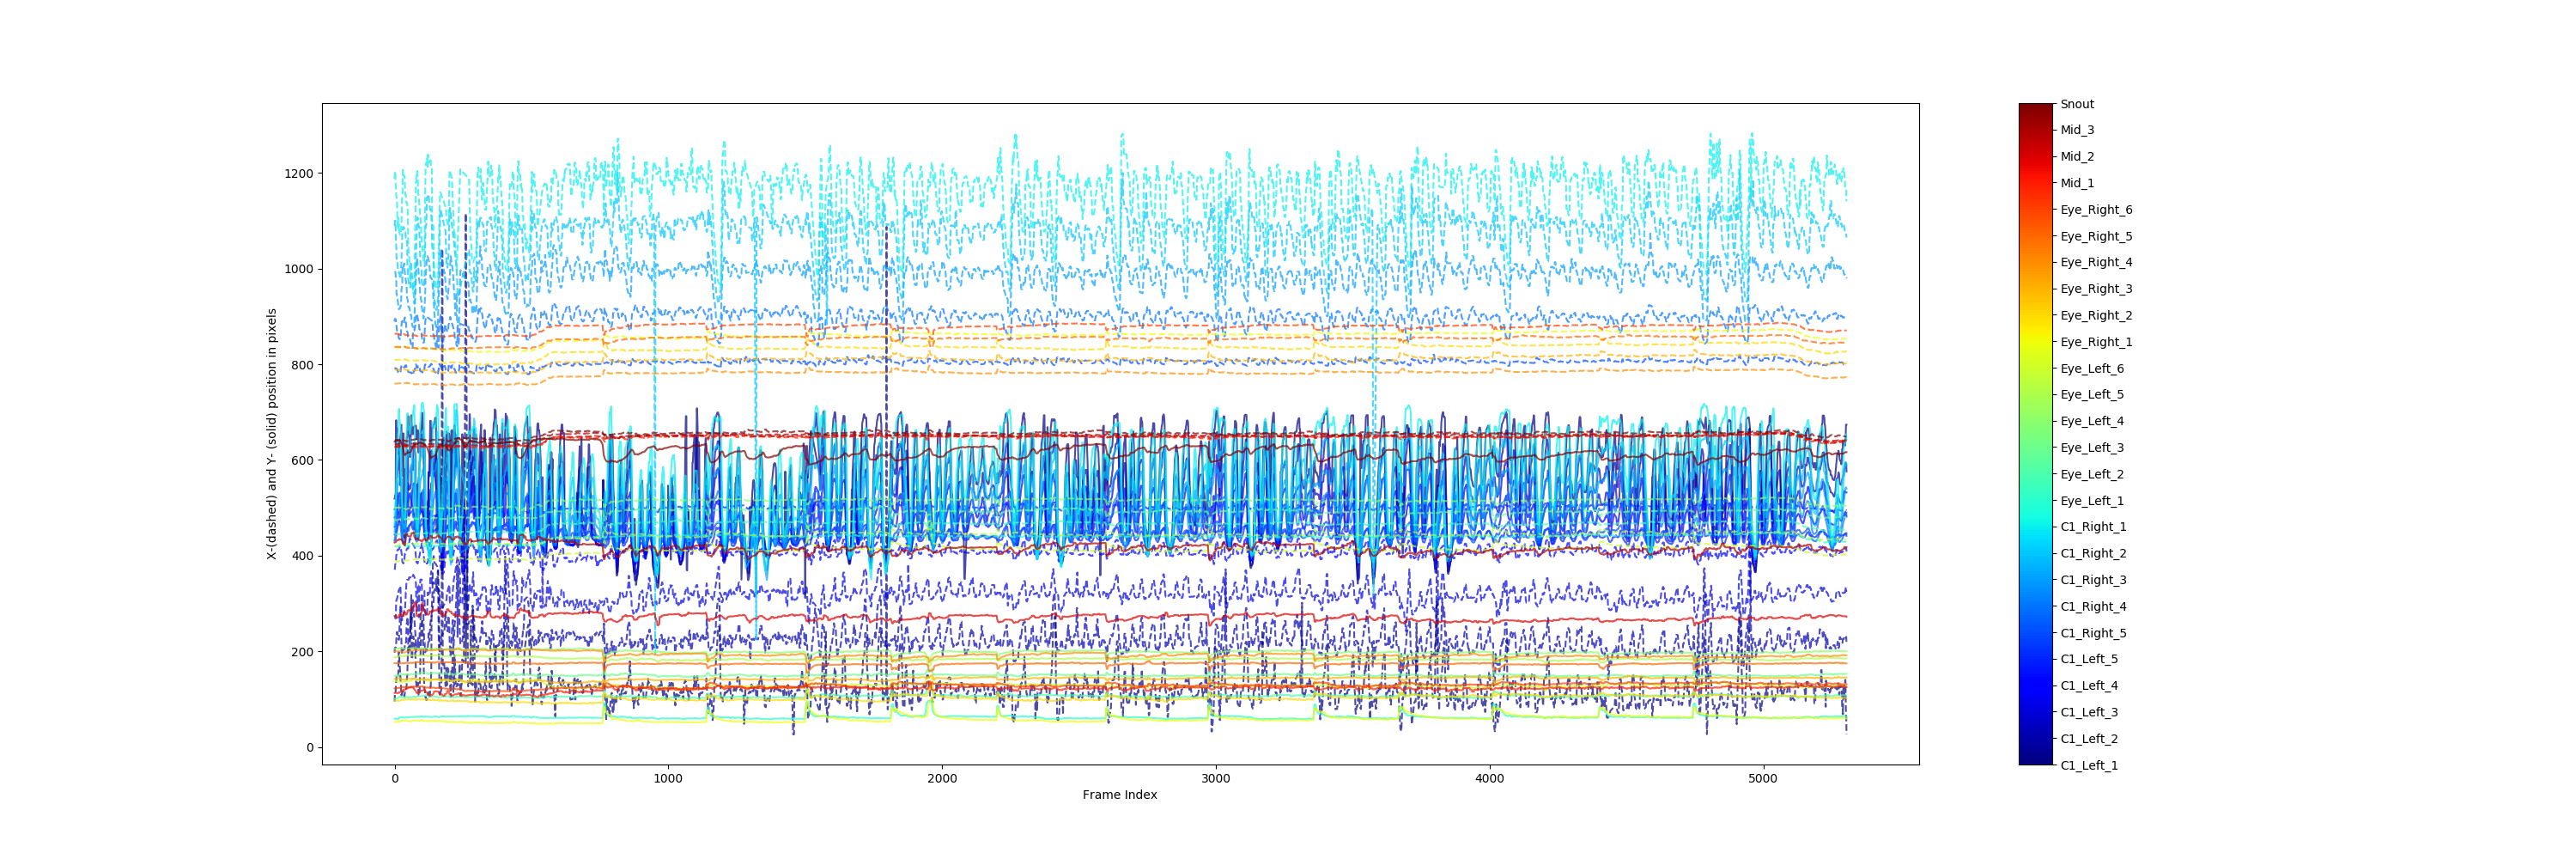 1200
1000
800
600
400
200
0
X-(dashed) and Y- (solid) position in pixels
0 1000 2000 3000 4000 5000
Frame Index
Snout
Mid_3
Mid_2
Mid_1
Eye_Right_6
Eye_Right_5
Eye_Right_4
Eye_Right_3
Eye_Right_2
Eye_Right_1
Eye_Left_6
Eye_Left_5
Eye_Left_4
Eye_Left_3
Eye_Left_2
Eye_Left_1
C1_Right_1
C1_Right_2
C1_Right_3
C1_Right_4
C1_Right_5
C1_Left_5
C1_Left_4
C1_Left_3
C1_Left_2
C1_Left_1